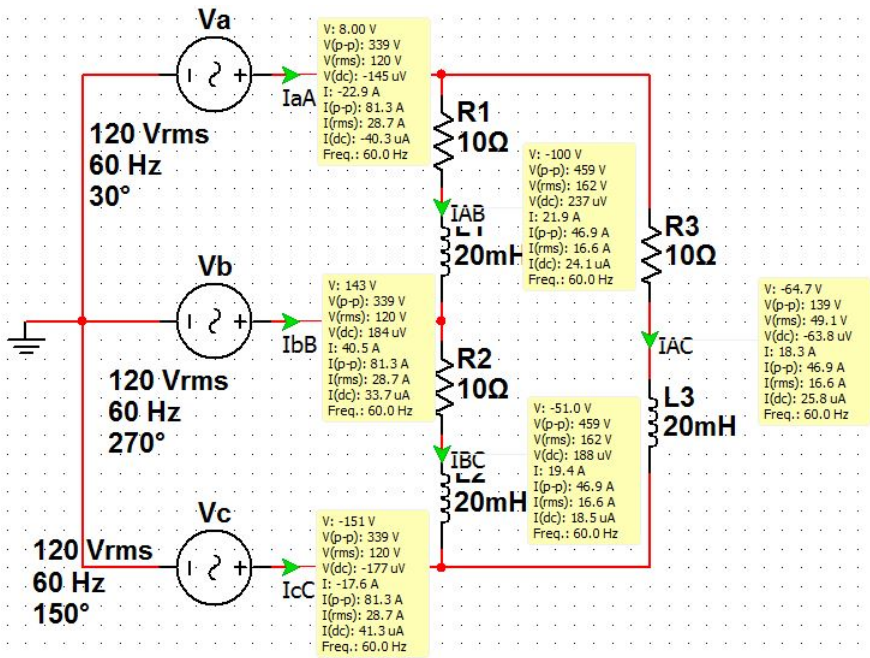 Va
120 Vrms
60 Hz
30°
IaA
V: 8.00 V
V(p-p): 339 V
V(rms): 120 V
V(dc): -145 uV
I: -22.9 A
I(p-p): 81.3 A
I(rms): 28.7 A
I(dc): -40.3 uA
Freq.: 60.0 Hz
R1
10Ω
IAB
L1
20mH
V: -100 V
V(p-p): 459 V
V(rms): 162 V
V(dc): 237 uV
I: 21.9 A
I(p-p): 46.9 A
I(rms): 16.6 A
I(dc): 24.1 uA
Freq.: 60.0 Hz
R3
10Ω
Vb
120 Vrms
60 Hz
270°
IbB
V: 143 V
V(p-p): 339 V
V(rms): 120 V
V(dc): 184 uV
I: 40.5 A
I(p-p): 81.3 A
I(rms): 28.7 A
I(dc): 33.7 uA
Freq.: 60.0 Hz
R2
10Ω
IAC
V: -64.7 V
V(p-p): 139 V
V(rms): 49.1 V
V(dc): -63.8 uV
I: 18.3 A
I(p-p): 46.9 A
I(rms): 16.6 A
I(dc): 25.8 uA
Freq.: 60.0 Hz
L3
20mH
IBC
L2
20mH
V: -51.0 V
V(p-p): 459 V
V(rms): 162 V
V(dc): 188 uV
I: 19.4 A
I(p-p): 46.9 A
I(rms): 16.6 A
I(dc): 18.5 uA
Freq.: 60.0 Hz
Vc
120 Vrms
60 Hz
150°
IcC
V: -151 V
V(p-p): 339 V
V(rms): 120 V
V(dc): -177 uV
I: -17.6 A
I(p-p): 81.3 A
I(rms): 28.7 A
I(dc): 41.3 uA
Freq.: 60.0 Hz